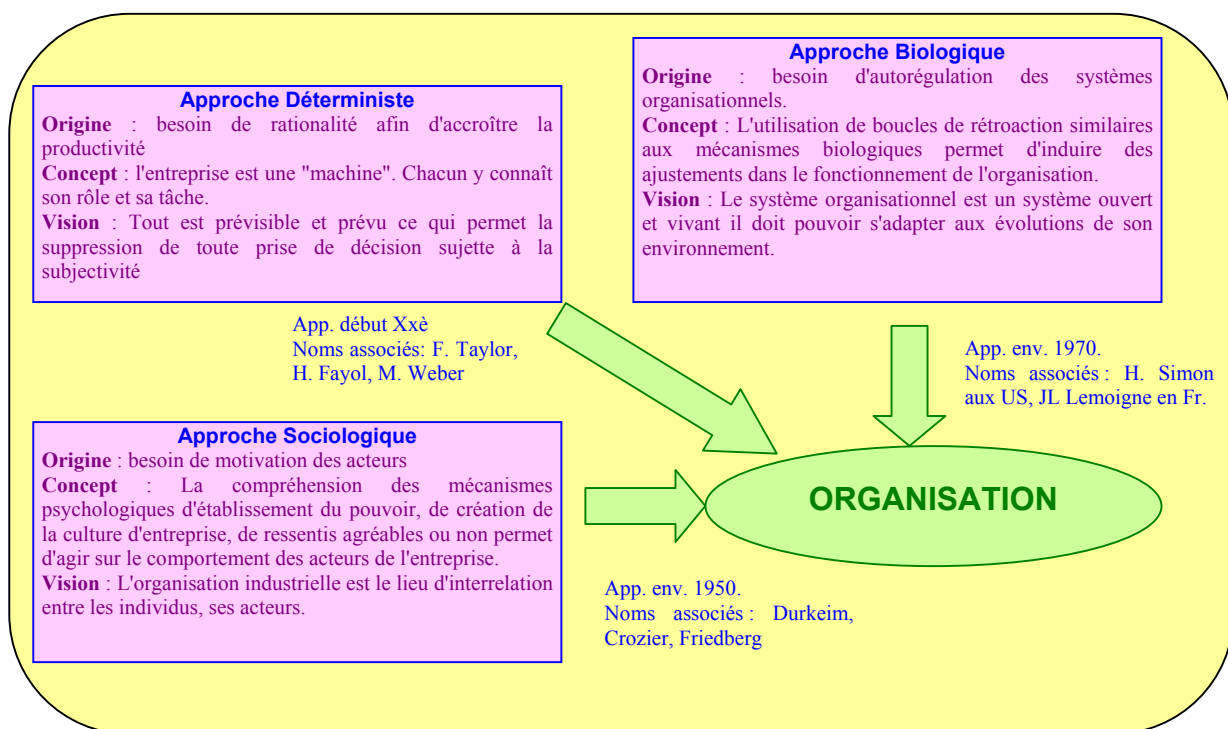 Approche Déterministe
Origine : besoin de rationalité afin d'accroître la
productivité
Concept : l'entreprise est une "machine". Chacun y connaît
son rôle et sa tâche.
Vision : Tout est prévisible et prévu ce qui permet la
suppression de toute prise de décision sujette à la
subjectivité
App. début Xxè
Noms associés: F. Taylor,
H. Fayol, M. Weber
Approche Biologique
Origine : besoin d'autorégulation des systèmes
organisationnels.
Concept : L'utilisation de boucles de rétroaction similaires
aux mécanismes biologiques permet d'induire des
ajustements dans le fonctionnement de l'organisation.
Vision : Le système organisationnel est un système ouvert
et vivant il doit pouvoir s'adapter aux évolutions de son
environnement.
App. env. 1970.
Noms associés : H. Simon
aux US, JL Lemoigne en Fr.
Approche Sociologique
Origine : besoin de motivation des acteurs
Concept : La compréhension des mécanismes
psychologiques d'établissement du pouvoir, de création de
la culture d'entreprise, de ressentis agréables ou non permet
d'agir sur le comportement des acteurs de l'entreprise.
Vision : L'organisation industrielle est le lieu d'interrelation
entre les individus, ses acteurs.
App. env. 1950.
Noms associés : Durkeim,
Crozier, Friedberg
ORGANISATION